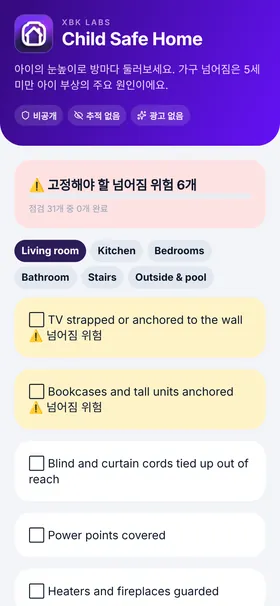 XBK LABS
Child Safe Home
아이의 눈높이로 방마다 둘러보세요. 가구 넘어짐은 5세
미만 아이 부상의 주요 원인이에요.
비공개
추적 없음
광고 없음
⚠️ 고정해야 할 넘어짐 위험 6개
점검 31개 중 0개 완료
Living room
Kitchen
Bedrooms
Bathroom
Stairs
Outside & pool
TV strapped or anchored to the wall
⚠️ 넘어짐 위험
Bookcases and tall units anchored
⚠️ 넘어짐 위험
Blind and curtain cords tied up out of
reach
Power points covered
Heaters and fireplaces guarded